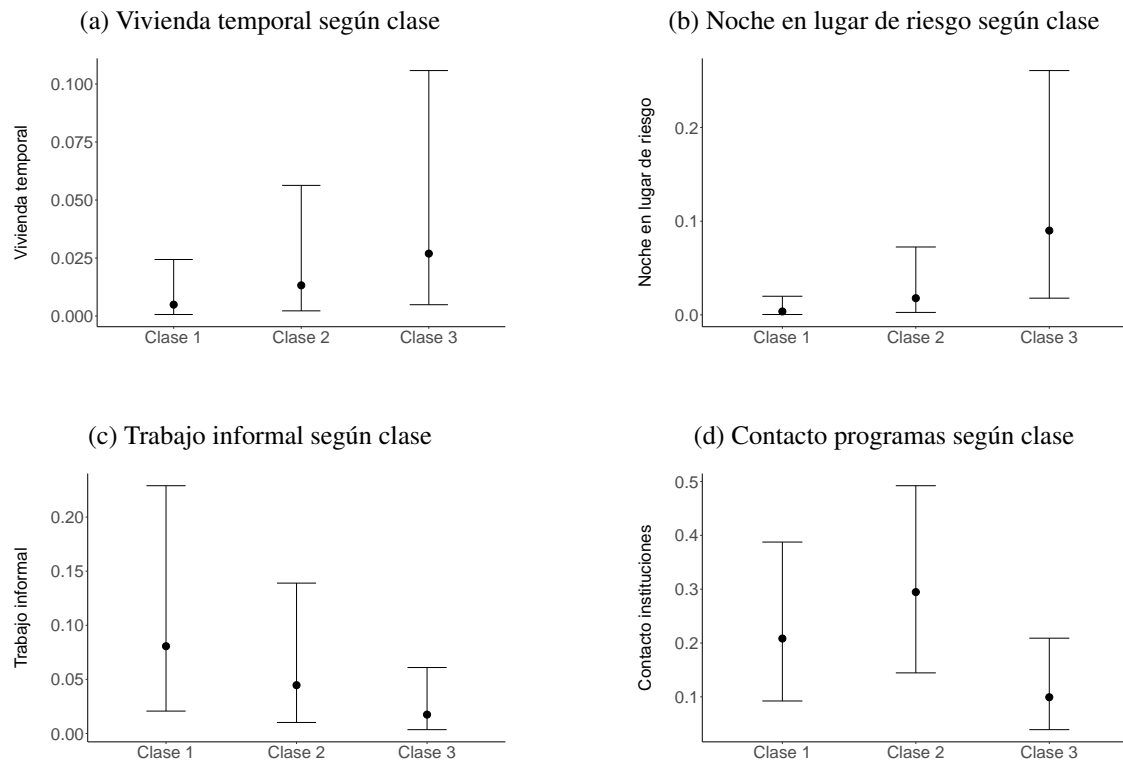 (a) Vivienda temporal según clase
Vivienda temporal
0.100
0.075
0.050
0.025
0.000
Clase 1 Clase 2 Clase 3
(b) Noche en lugar de riesgo según clase
Noche en lugar de riesgo
0.2
0.1
0.0
Clase 1 Clase 2 Clase 3
(c) Trabajo informal según clase
Trabajo informal
0.20
0.15
0.10
0.05
0.00
Clase 1 Clase 2 Clase 3
(d) Contacto programas según clase
Contacto instituciones
0.5
0.4
0.3
0.2
0.1
Clase 1 Clase 2 Clase 3